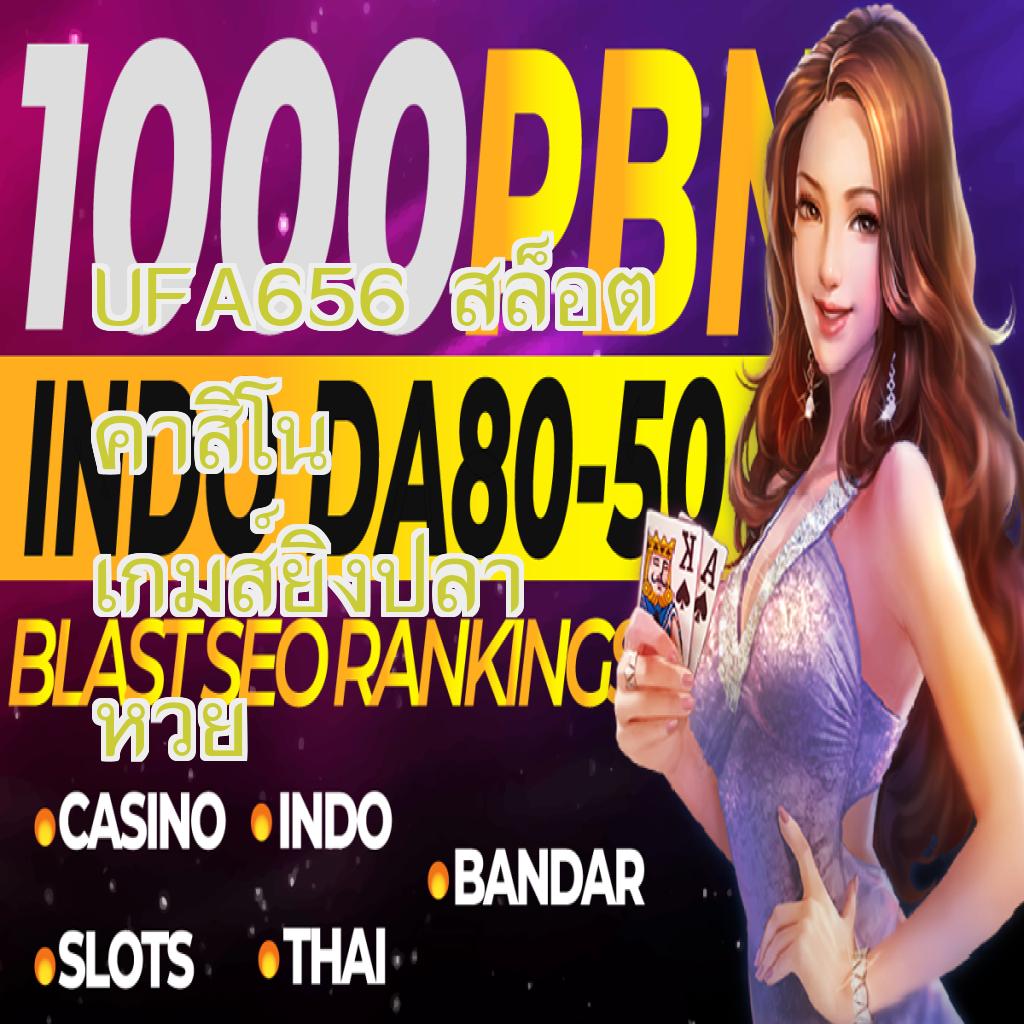 1000PBN
UFA656 สล็อต
INDO DA80-50
คาสิโน
เกมส์ยิงปลา
BLAST SEO RANKINGS
หวย
CASINO
INDO
BANDAR
SLOTS
THAI
K
A